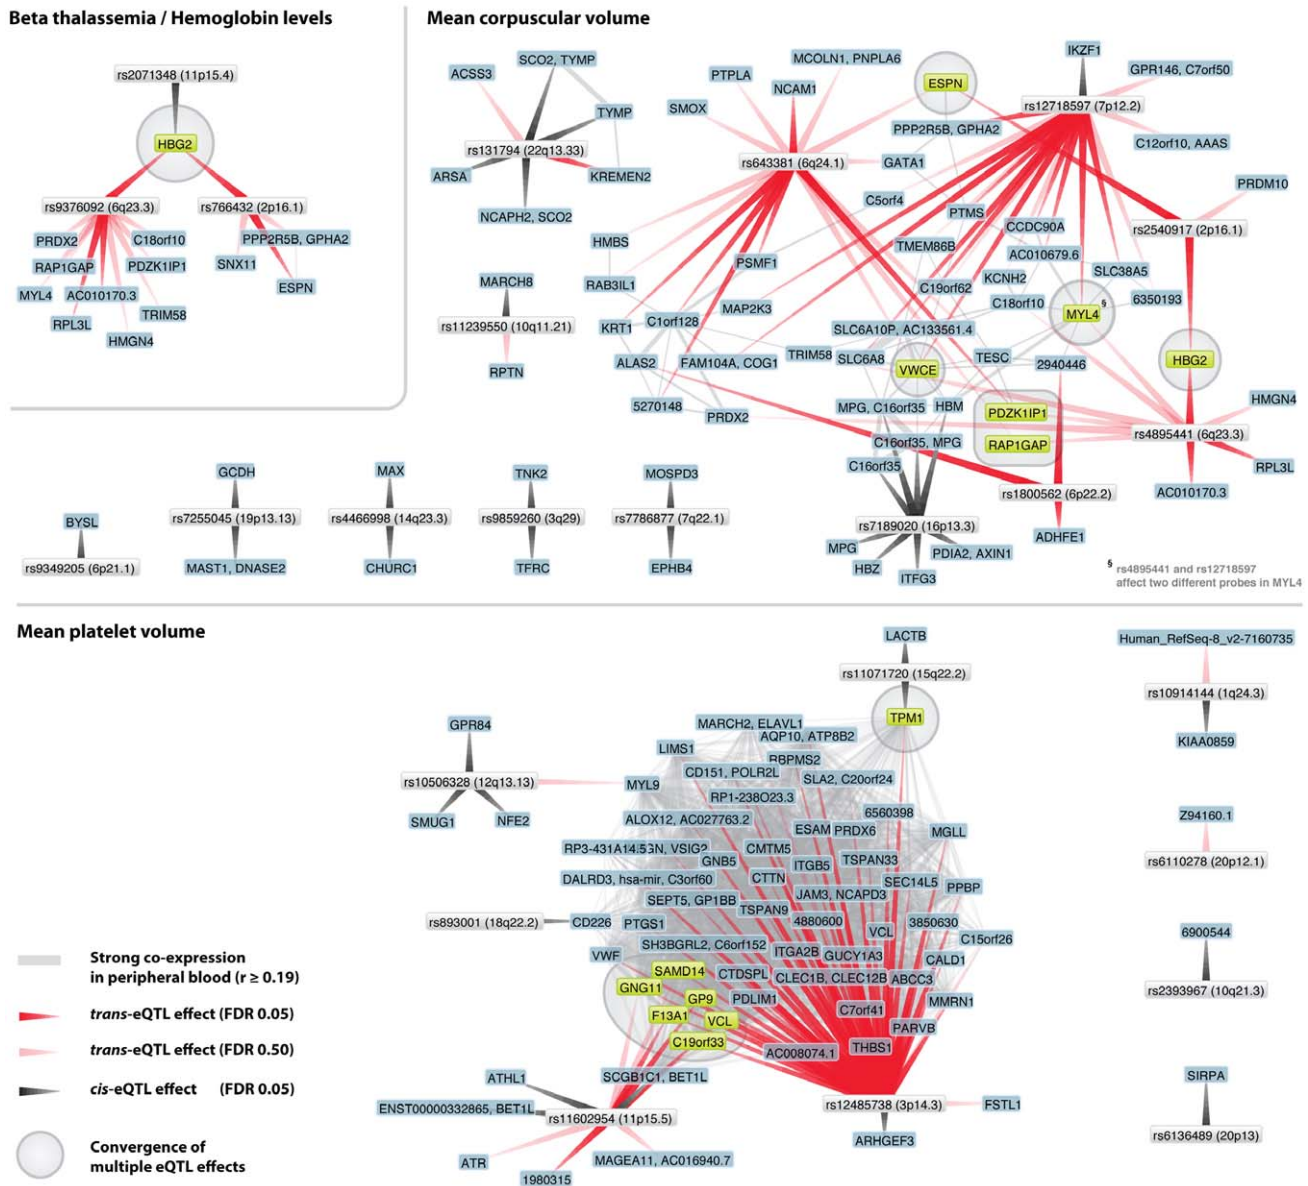 Beta thalassemia / Hemoglobin levels
rs2071348 (11p15.4)
HBG2
rs9376092 (6q23.3)
rs766432 (2p16.1)
PRDX2
C18orf10
PPP2R5B, GPHA2
RAP1GAP
PDZK1IP1
SNX11
MYL4
AC010170.3
ESPN
RPL3L
TRIM58
HMGN4
Mean corpuscular volume
SCO2, TYMP
ACSS3
TYMP
rs131794 (22q13.33)
ARSA
KREMEN2
NCAPH2, SCO2
MARCH8
rs11239550 (10q11.21)
RPTN
MCOLN1, PNPLA6
PTPLA
NCAM1
SMOX
ESPN
IKZF1
GPR146, C7orf50
rs12718597 (7p12.2)
PPP2R5B, GPHA2
C12orf10, AAAS
rs643381 (6q24.1)
GATA1
PRDM10
C5orf4
PTMS
CCDC90A
rs2540917 (2p16.1)
HMBS
TMEM86B
AC010679.6
PSMF1
SLC38A5
RAB3IL1
C19orf62
KCNH2
MAP2K3
C18orf10
6350193
MYL4
§
KRT1
C1orf128
SLC6A10P, AC133561.4
TRIM58
SLC6A8
TESC
HBG2
ALAS2
FAM104A, COG1
VWCE
2940446
5270148
PRDX2
MPG, C16orf35
HBM
PDZK1IP1
HMGN4
RAP1GAP
rs4895441 (6q23.3)
C16orf35, MPG
C16orf35
RPL3L
rs1800562 (6p22.2)
AC010170.3
rs7189020 (16p13.3)
ADHFE1
MPG
PDIA2, AXIN1
HBZ
ITFG3
§ rs4895441 and rs12718597
affect two different probes in MYL4
BYSL
rs9349205 (6p21.1)
GCDH
rs7255045 (19p13.13)
MAST1, DNASE2
MAX
rs4466998 (14q23.3)
CHURC1
TNK2
rs9859260 (3q29)
TFRC
MOSPD3
rs7786877 (7q22.1)
EPHB4
Mean platelet volume
LACTB
rs11071720 (15q22.2)
TPM1
GPR84
rs10506328 (12q13.13)
SMUG1
NFE2
MARCH2, ELAVL1
AQP10, ATP8B2
LIMS1
RBPMS2
CD151, POLR2L
SLA2, C20orf24
MYL9
RP1-238O23.3
6560398
ALOX12, AC027763.2
ESAM
PRDX6
MGLL
RP3-431A14.5
GN, VSIG2
CMTM5
GNB5
ITGB5
TSPAN33
DALRD3, hsa-mir, C3orf60
CTTN
SEC14L5
PPBP
SEPT5, GP1BB
JAM3, NCAPD3
rs893001 (18q22.2)
CD226
PTGS1
TSPAN9
4880600
3850630
VCL
C15orf26
SH3BGRL2, C6orf152
VWF
ITGA2B
GUCY1A3
CALD1
SAMD14
CTDSPL
CLEC1B, CLEC12B
ABCC3
GNG11
GP9
PDLIM1
MMRN1
F13A1
VCL
C7orf41
PARVB
C19orf33
AC008074.1
THBS1
ATHL1
SCGB1C1, BET1L
ENST00000332865, BET1L
rs11602954 (11p15.5)
rs12485738 (3p14.3)
FSTL1
ARHGEF3
ATR
MAGEA11, AC016940.7
1980315
Human_RefSeq-8_v2-7160735
rs10914144 (1q24.3)
KIAA0859
Z94160.1
rs6110278 (20p12.1)
6900544
rs2393967 (10q21.3)
SIRPA
rs6136489 (20p13)
Strong co-expression
in peripheral blood (r ≥ 0.19)
trans-eQTL effect (FDR 0.05)
trans-eQTL effect (FDR 0.50)
cis-eQTL effect (FDR 0.05)
Convergence of
multiple eQTL effects